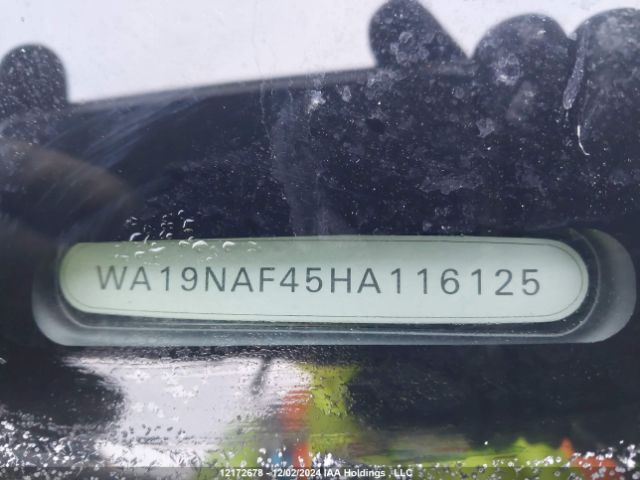 WA19NAF45HA116125
12172678 - 12/02/2024 IAA Holdings , LLC